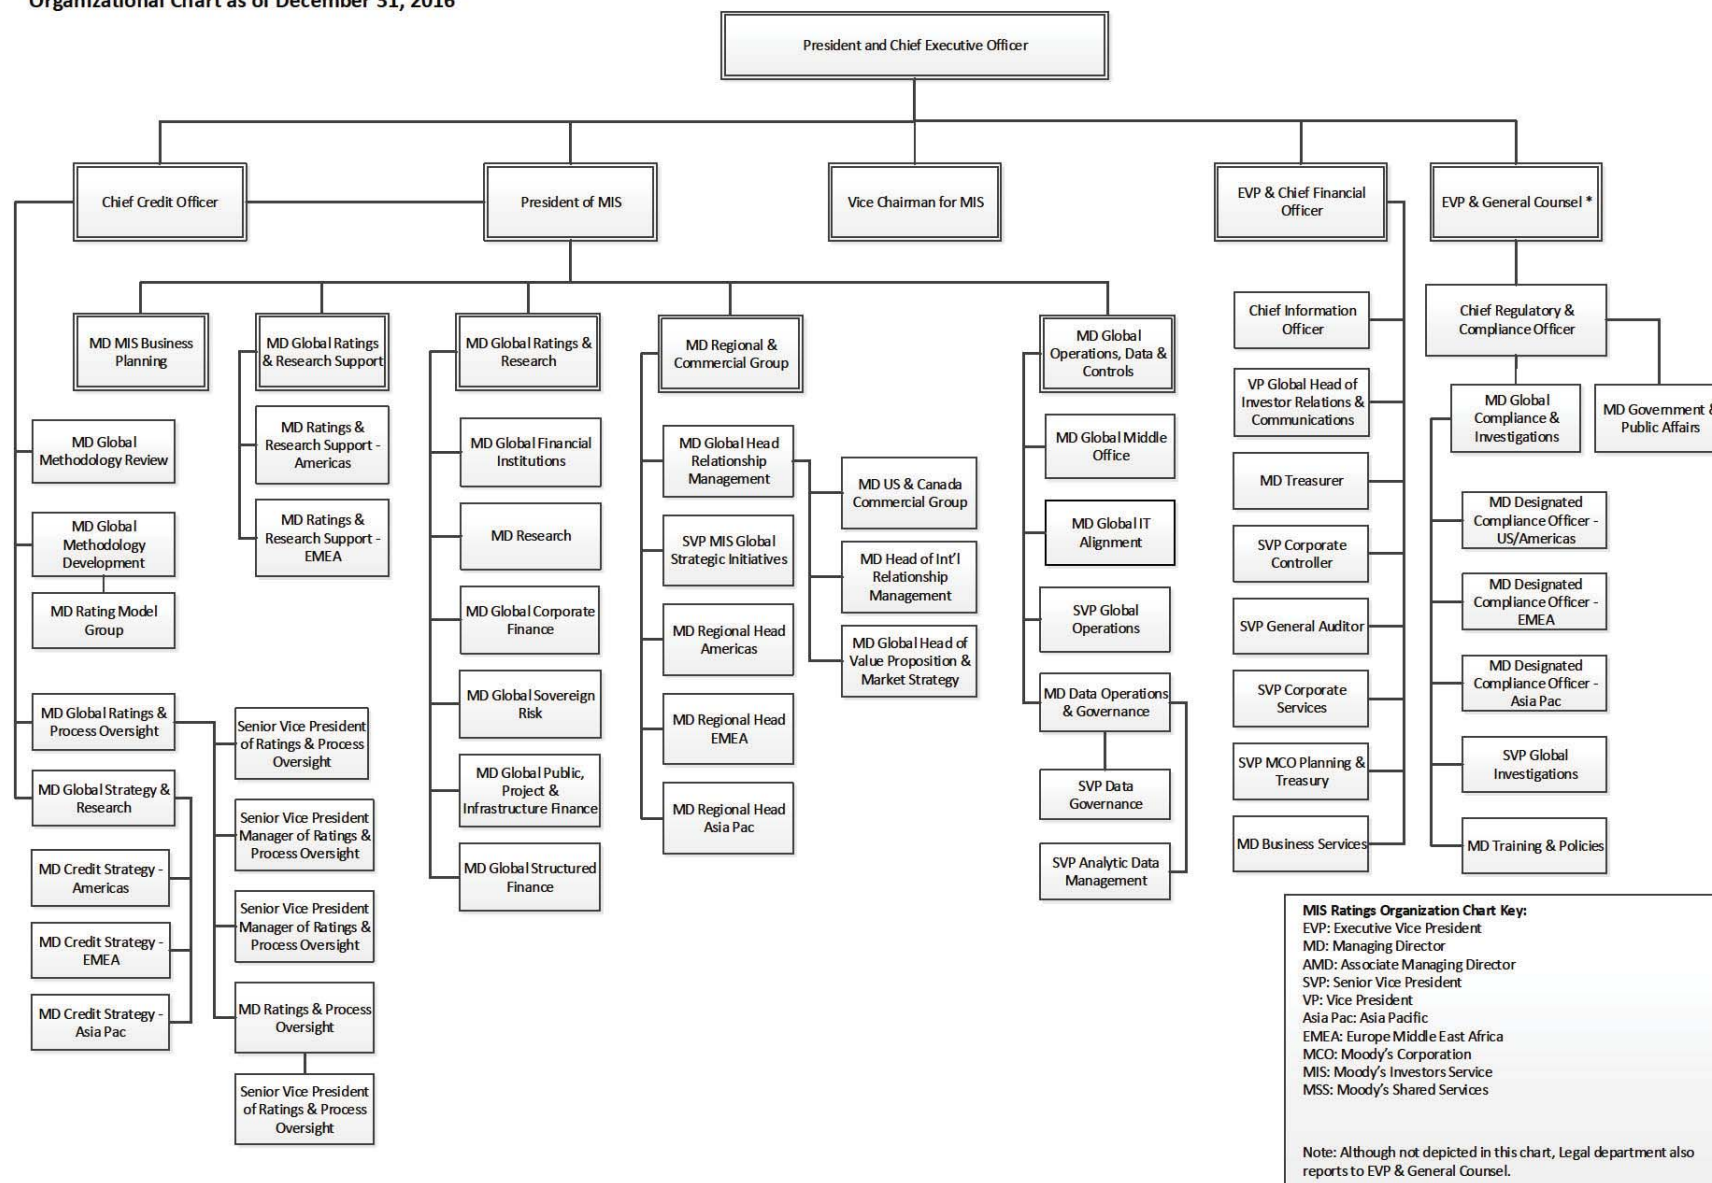 Organizational Chart as of December 31, 2016
President and Chief Executive Officer
Chief Credit Officer
President of MIS
Vice Chairman for MIS
EVP & Chief Financial
Officer
EVP & General Counsel *
MD MIS Business
Planning
MD Global Ratings
& Research Support
MD Global Ratings &
Research
MD Regional &
Commercial Group
MD Global
Operations, Data &
Controls
Chief Information
Officer
Chief Regulatory &
Compliance Officer
MD Global
Methodology Review
MD Global
Methodology
Development
MD Rating Model
Group
MD Global Ratings &
Process Oversight
MD Global Strategy &
Research
MD Credit Strategy -
Americas
MD Credit Strategy -
EMEA
MD Credit Strategy -
Asia Pac
MD Ratings &
Research Support -
Americas
MD Ratings &
Research Support -
EMEA
Senior Vice President
of Ratings & Process
Oversight
Senior Vice President
Manager of Ratings &
Process Oversight
Senior Vice President
Manager of Ratings &
Process Oversight
MD Ratings & Process
Oversight
Senior Vice President
of Ratings & Process
Oversight
MD Global Financial
Institutions
MD Research
MD Global Corporate
Finance
MD Global Sovereign
Risk
MD Global Public,
Project &
Infrastructure Finance
MD Global Structured
Finance
MD Global Head
Relationship
Management
SVP MIS Global
Strategic Initiatives
MD Regional Head
Americas
MD Regional Head
EMEA
MD Regional Head
Asia Pac
MD US & Canada
Commercial Group
MD Head of Int'l
Relationship
Management
MD Global Head of
Value Proposition &
Market Strategy
MD Global Middle
Office
MD Global IT
Alignment
SVP Global
Operations
MD Data Operations
& Governance
SVP Data
Governance
SVP Analytic Data
Management
VP Global Head of
Investor Relations &
Communications
MD Treasurer
SVP Corporate
Controller
SVP General Auditor
SVP Corporate
Services
SVP MCO Planning &
Treasury
MD Business Services
MD Global
Compliance &
Investigations
MD Government &
Public Affairs
MD Designated
Compliance Officer -
US/Americas
MD Designated
Compliance Officer -
EMEA
MD Designated
Compliance Officer -
Asia Pac
SVP Global
Investigations
MD Training & Policies
MIS Ratings Organization Chart Key:
EVP: Executive Vice President
MD: Managing Director
AMD: Associate Managing Director
SVP: Senior Vice President
VP: Vice President
Asia Pac: Asia Pacific
EMEA: Europe Middle East Africa
MCO: Moody's Corporation
MIS: Moody's Investors Service
MSS: Moody's Shared Services
Note: Although not depicted in this chart, Legal department also
reports to EVP & General Counsel.